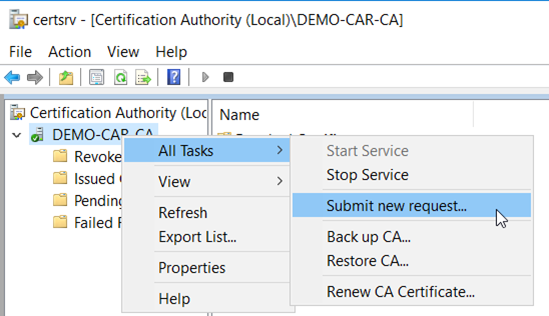 certsrv - [Certification Authority (Local)\DEMO-CAR-CA]
File Action View Help
Certification Authority (Loc
Name
DEMO-CAR-CA
Revoke
Issued
Pending
Failed
All Tasks
View
Refresh
Export List...
Properties
Help
Start Service
Stop Service
Submit new request...
Back up CA...
Restore CA...
Renew CA Certificate...